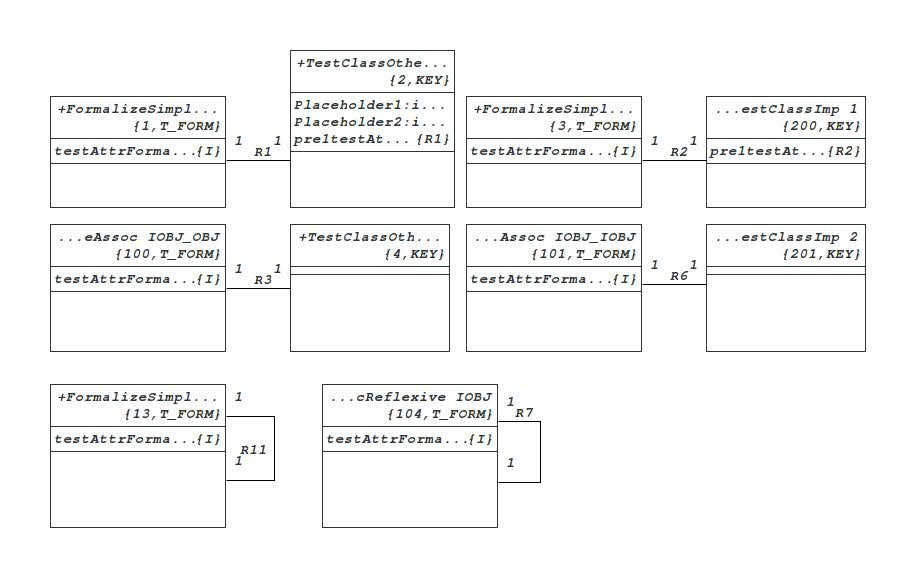 +FormalizeSimpl...
{1,T_FORM}
testAttrForma...{I}
1
1
R1
+TestClassOthe...
{2,KEY}
Placeholder1:i...
Placeholder2:i...
pre1testAt... {R1}
+FormalizeSimpl...
{3,T_FORM}
testAttrForma...{I}
1
1
R2
...estClassImp 1
{200,KEY}
pre1testAt...{R2}
...eAssoc IOBJ_OBJ
{100,T_FORM}
testAttrForma...{I}
1
1
R3
+TestClassOth...
{4,KEY}
...Assoc IOBJ_IOBJ
{101,T_FORM}
testAttrForma...{I}
1
1
R6
...estClassImp 2
{201,KEY}
+FormalizeSimpl...
{13,T_FORM}
testAttrForma...{I}
1
R11
1
...cReflexive IOBJ
{104,T_FORM}
testAttrForma...{I}
1
R7
1